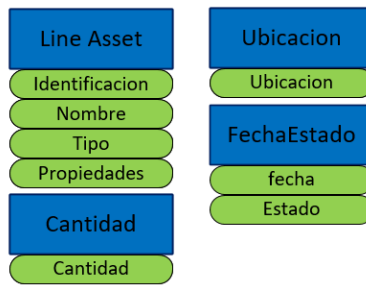 Line Asset
Identificacion
Nombre
Tipo
Propiedades
Cantidad
Cantidad
Ubicacion
Ubicacion
FechaEstado
fecha
Estado